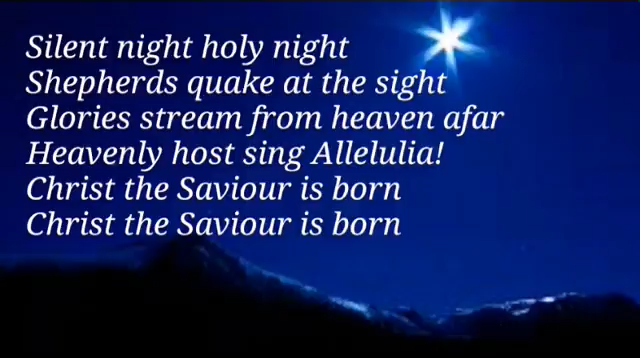 Silent night holy night
Shepherds quake at the sight
Glories stream from heaven afar
Heavenly host sing Allelulia!
Christ the Saviour is born
Christ the Saviour is born